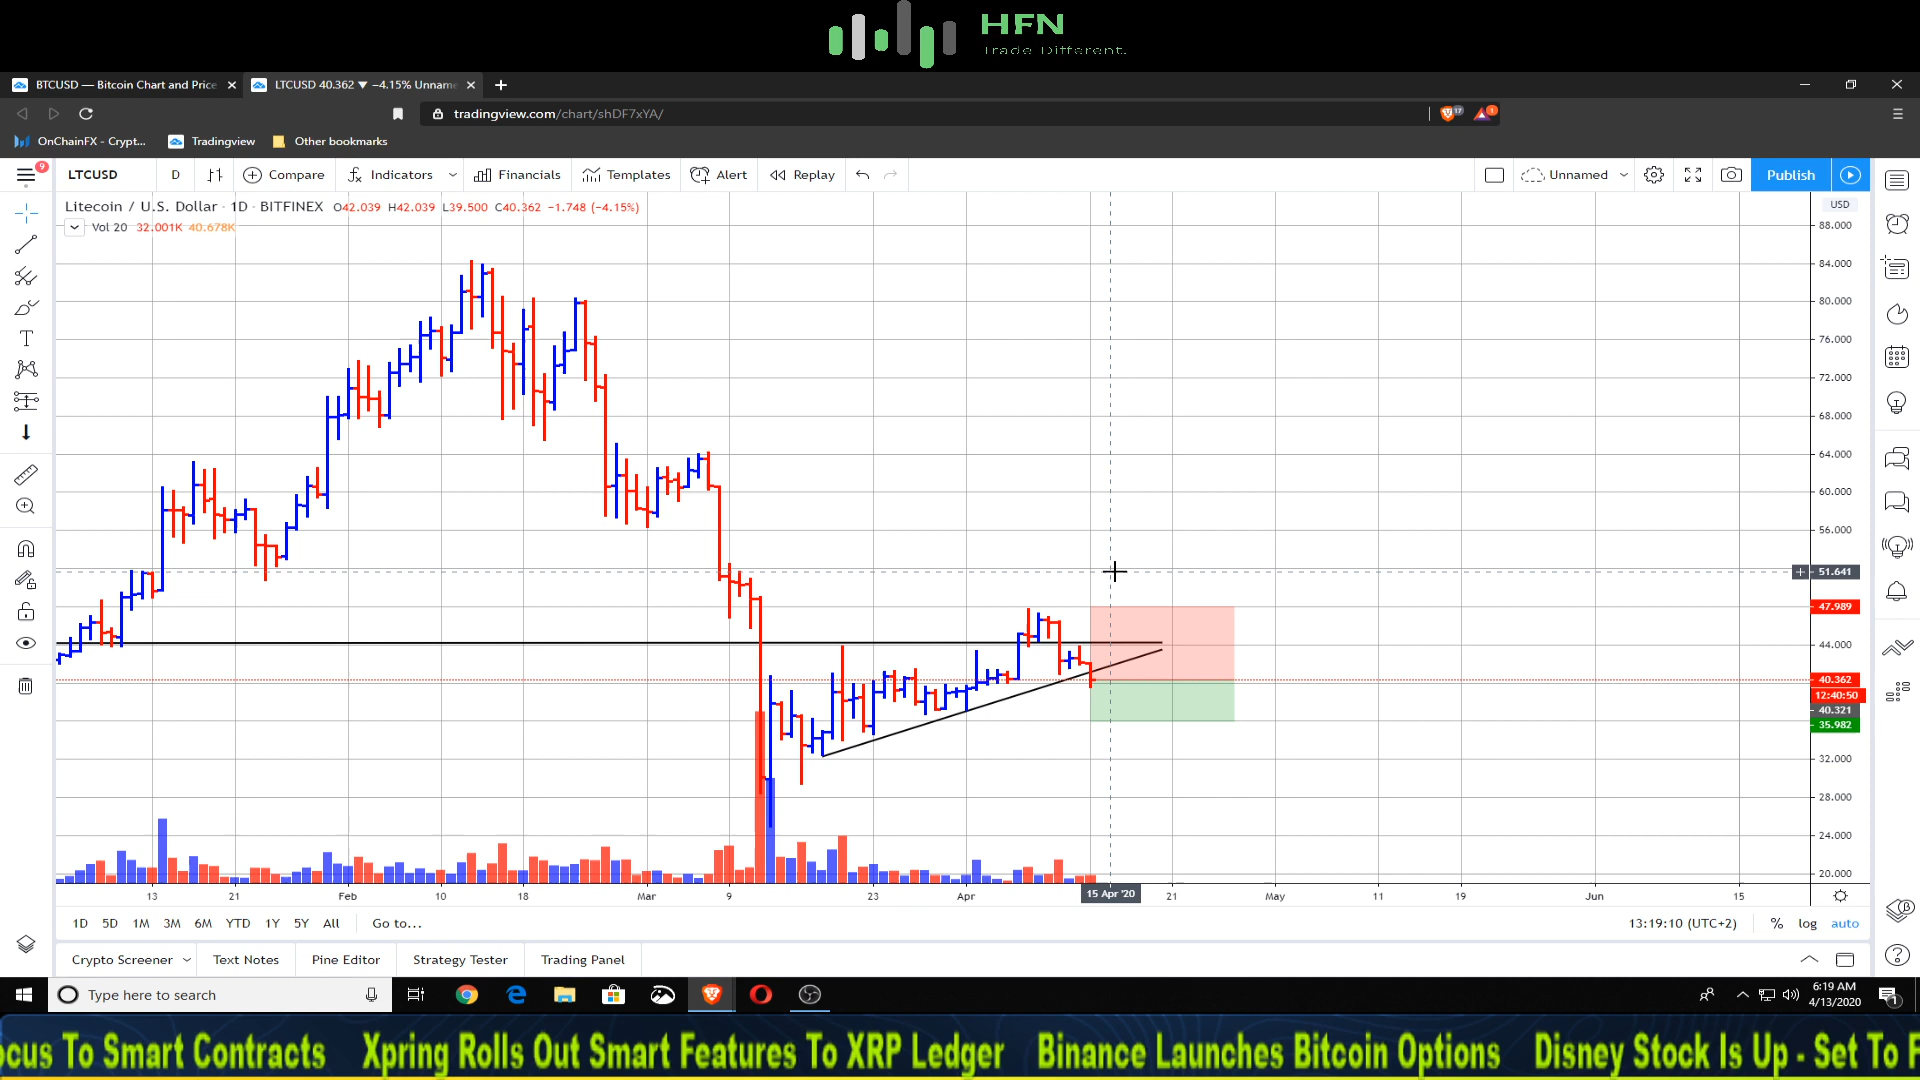 HFN
Trade Different.
BTCUSD — Bitcoin Chart and Price
LTCUSD 40.362 ▼ −4.15% Unname
tradingview.com/chart/shDF7xYA/
17
1
OnChainFX - Crypt...
Tradingview
Other bookmarks
9
LTCUSD
D
Compare
Indicators
Financials
Templates
Alert
Replay
Unnamed
Publish
Litecoin / U.S. Dollar · 1D · BITFINEX O42.039 H42.039 L39.500 C40.362 −1.748 (−4.15%)
Vol 20 32.001K 40.678K
USD
88.000
84.000
80.000
76.000
72.000
68.000
64.000
60.000
56.000
51.641
47.989
44.000
40.362
12:40:50
40.321
35.982
32.000
28.000
24.000
20.000
13 21 Feb 10 18 Mar 9 23 Apr 15 Apr '20 21 May 11 19 Jun 15
1D 5D 1M 3M 6M YTD 1Y 5Y All Go to...
13:19:10 (UTC+2) % log auto
Crypto Screener Text Notes Pine Editor Strategy Tester Trading Panel
Type here to search
6:19 AM
4/13/2020
1
ocus To Smart Contracts Xpring Rolls Out Smart Features To XRP Ledger Binance Launches Bitcoin Options Disney Stock Is Up - Set To F